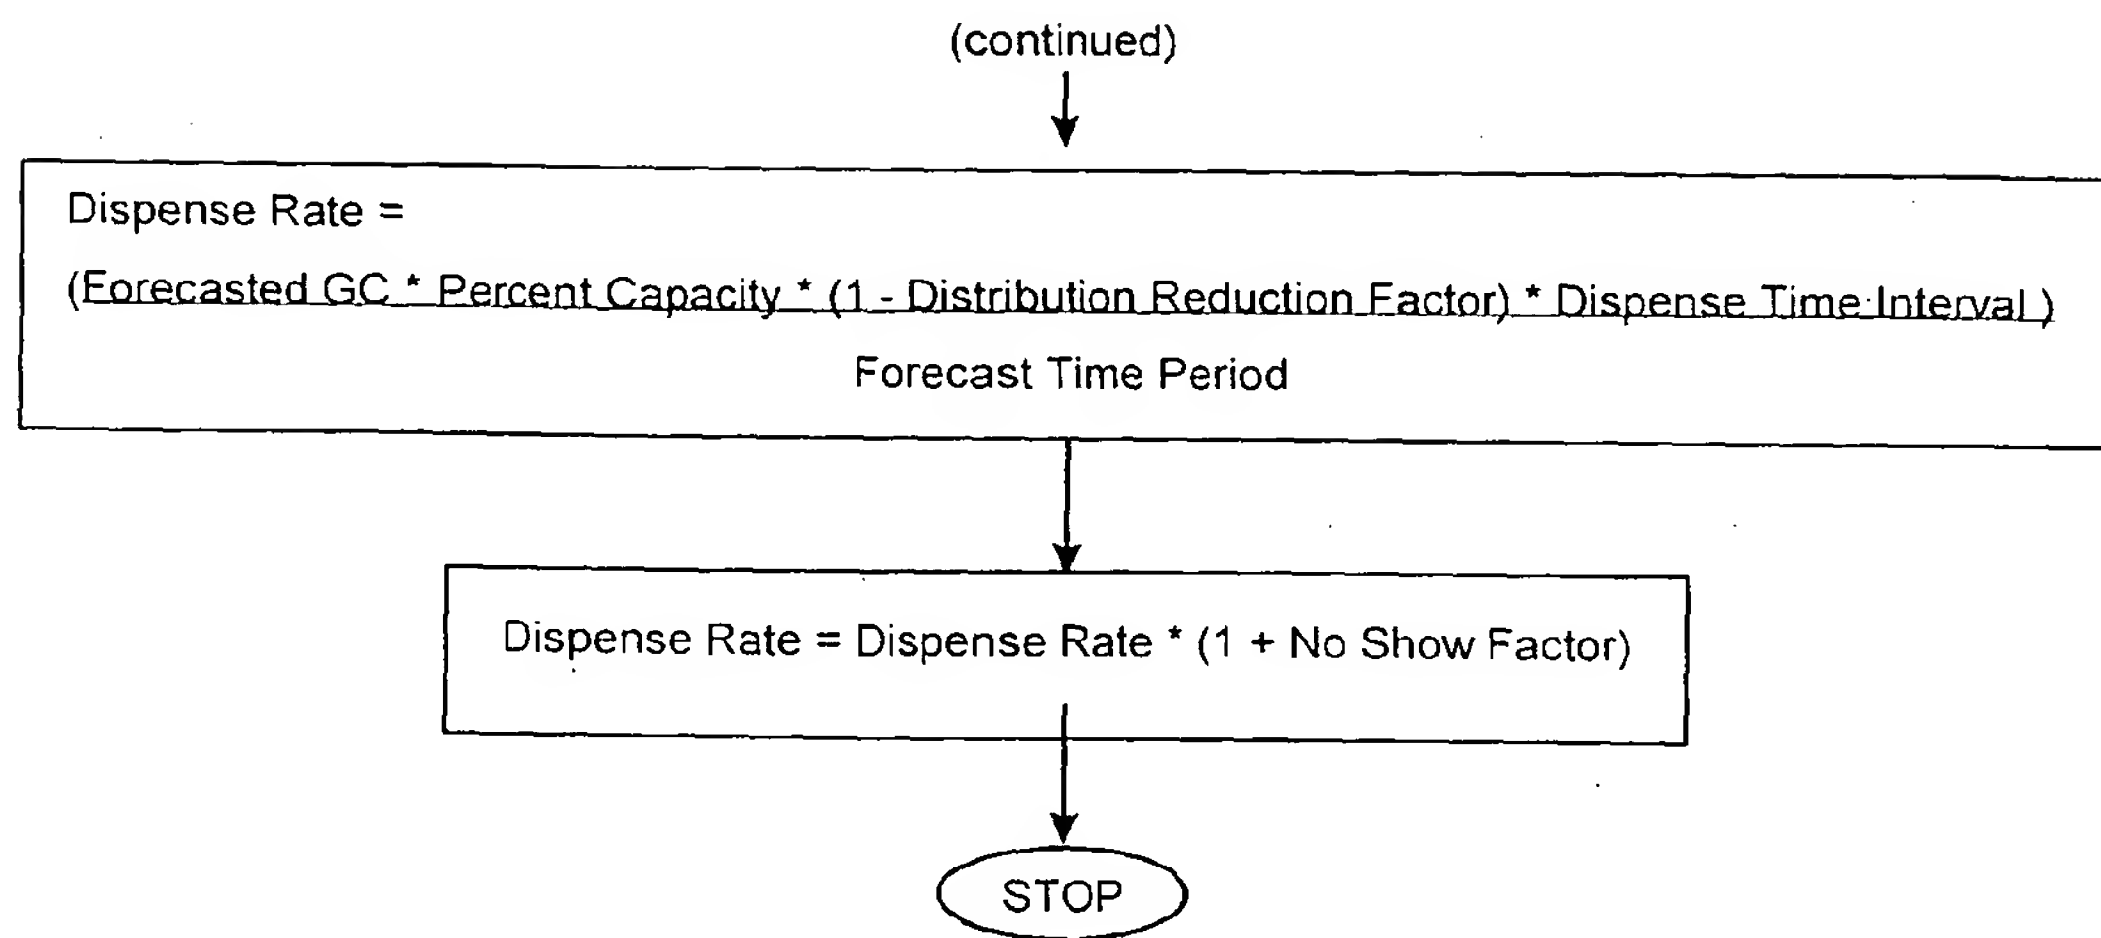 (continued)
Dispense Rate =
(Forecasted GC * Percent Capacity * (1 - Distribution Reduction Factor) * Dispense Time Interval )
Forecast Time Period
Dispense Rate = Dispense Rate * (1 + No Show Factor)
STOP